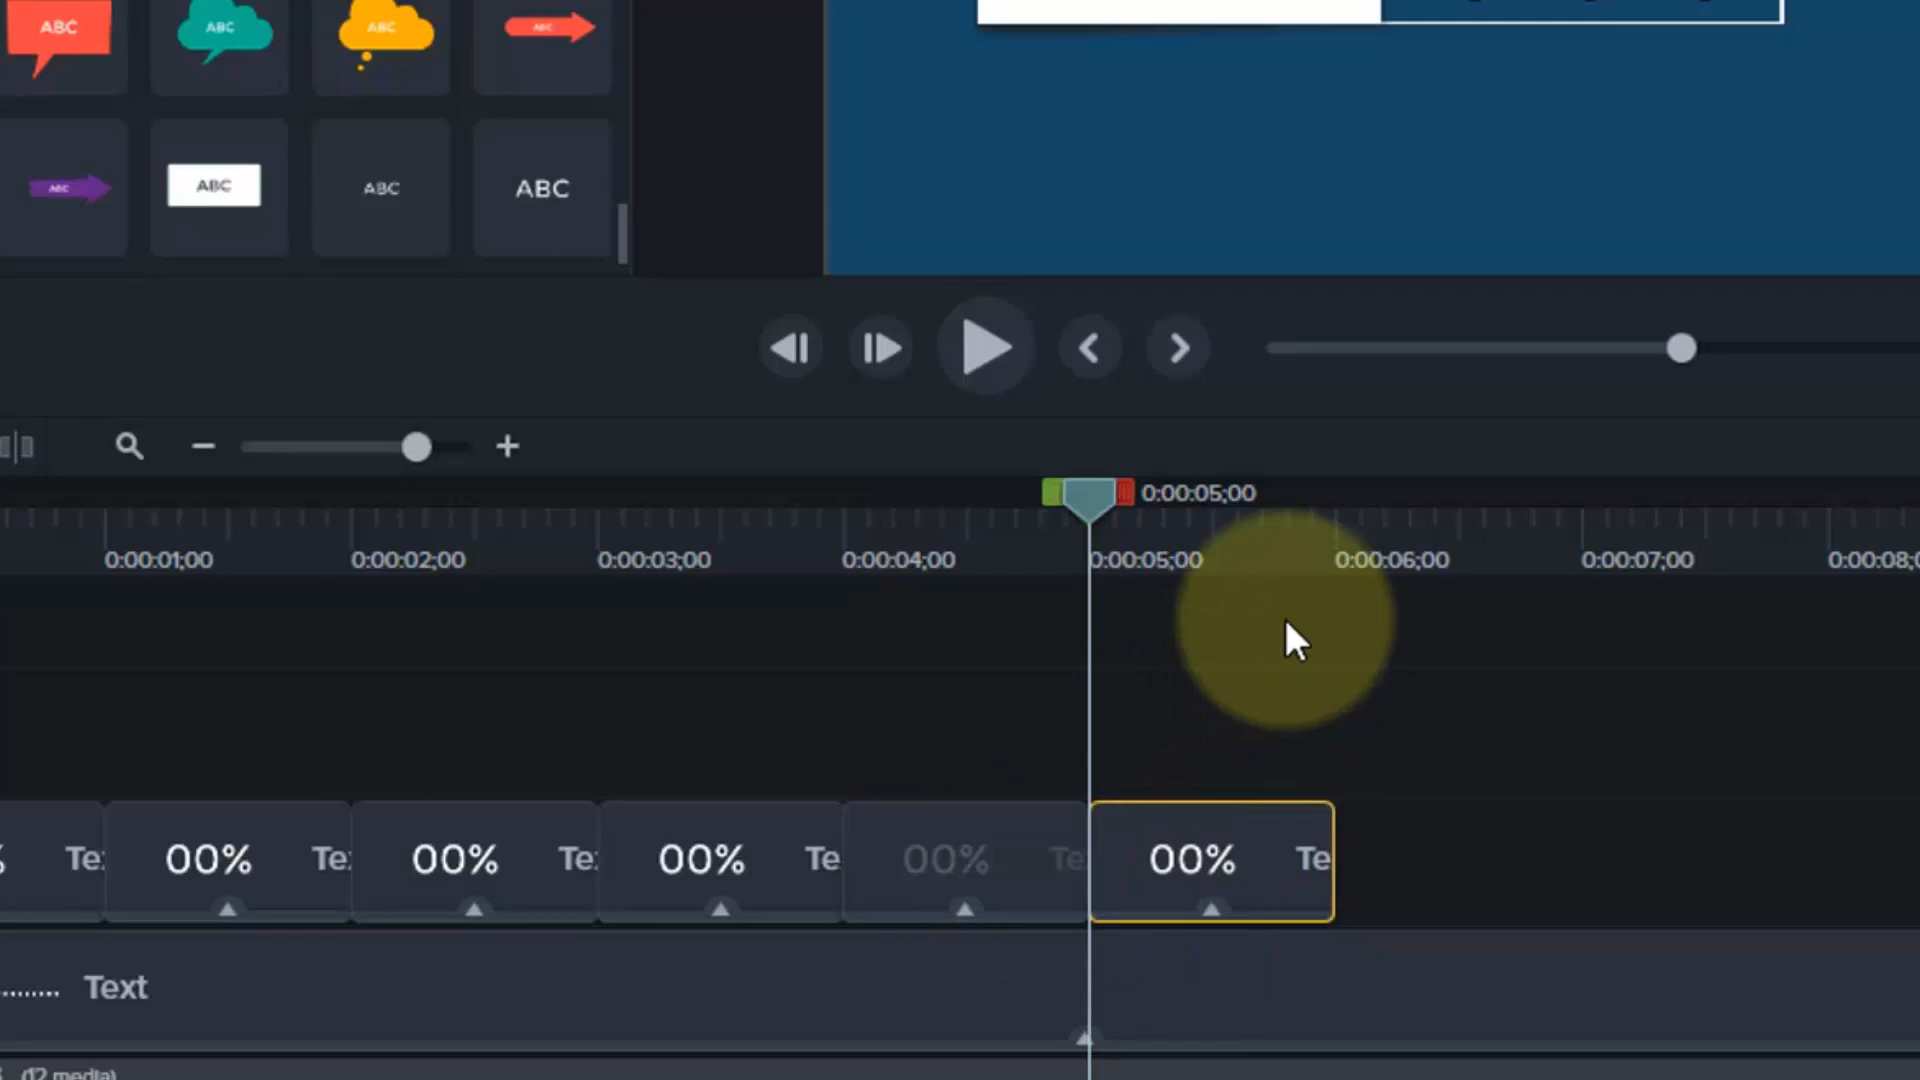 ABC ABC ABC ABC
ABC ABC ABC ABC
0:00:05;00
0:00:01;00 0:00:02;00 0:00:03;00 0:00:04;00 0:00:05;00 0:00:06;00 0:00:07;00 0:00:08;0
% Te 00% Te 00% Te 00% Te 00% Te 00% Te
......... Text
(12 media)